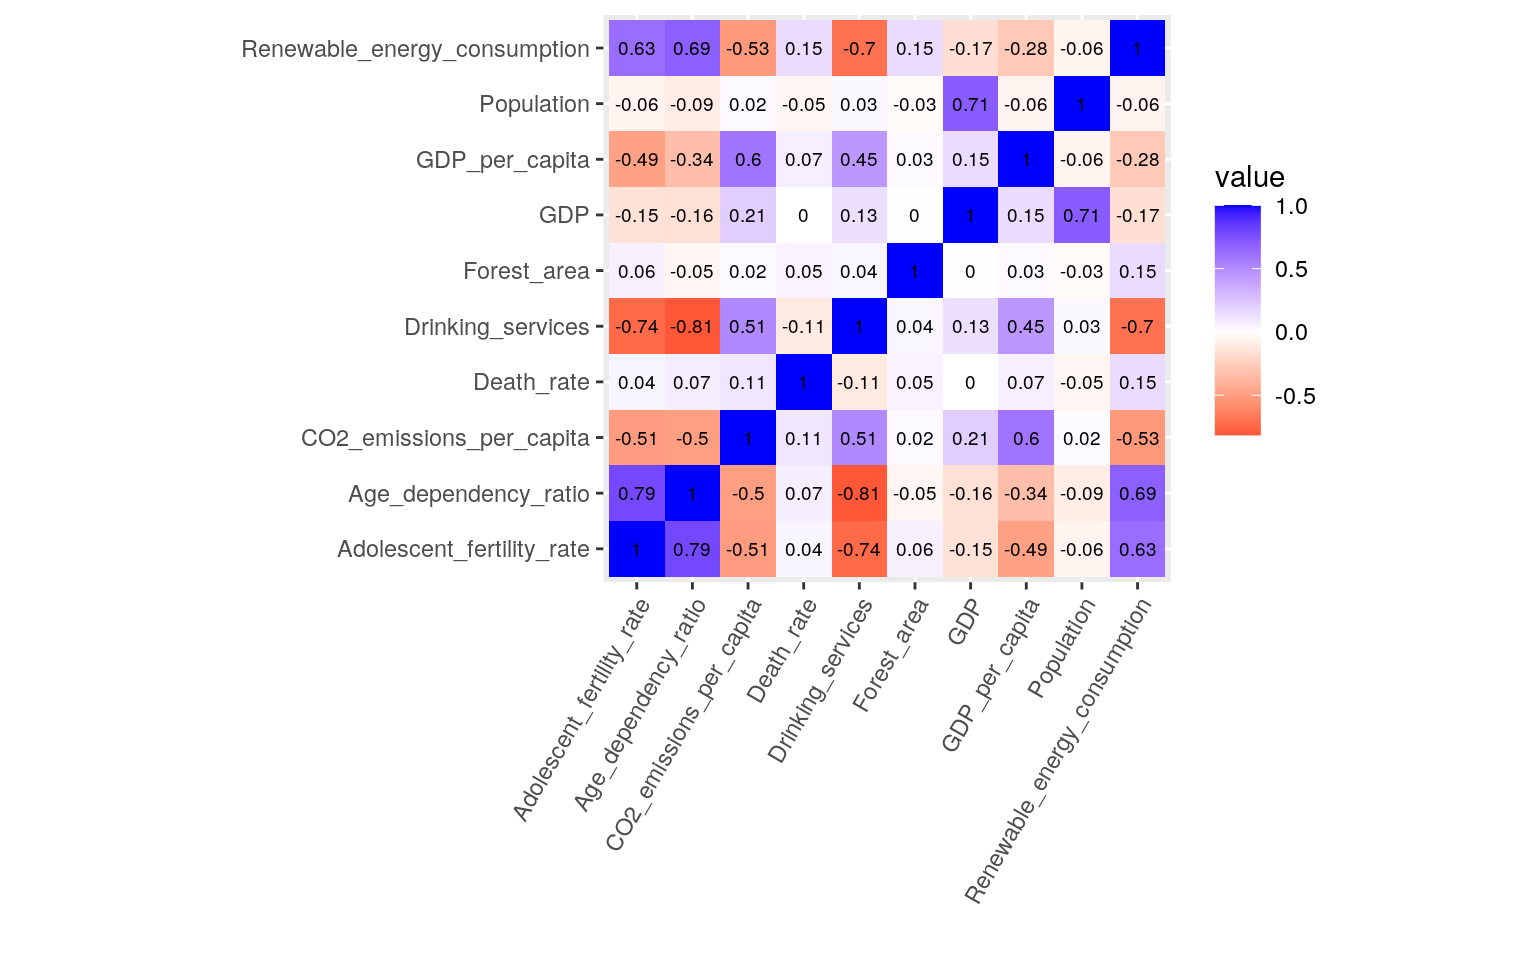 Renewable_energy_consumption 0.63 0.69 -0.53 0.15 -0.7 0.15 -0.17 -0.28 -0.06 1
Population -0.06 -0.09 0.02 -0.05 0.03 -0.03 0.71 -0.06 1 -0.06
GDP_per_capita -0.49 -0.34 0.6 0.07 0.45 0.03 0.15 1 -0.06 -0.28
GDP -0.15 -0.16 0.21 0 0.13 0 1 0.15 0.71 -0.17
Forest_area 0.06 -0.05 0.02 0.05 0.04 1 0 0.03 -0.03 0.15
Drinking_services -0.74 -0.81 0.51 -0.11 1 0.04 0.13 0.45 0.03 -0.7
Death_rate 0.04 0.07 0.11 1 -0.11 0.05 0 0.07 -0.05 0.15
CO2_emissions_per_capita -0.51 -0.5 1 0.11 0.51 0.02 0.21 0.6 0.02 -0.53
Age_dependency_ratio 0.79 1 -0.5 0.07 -0.81 -0.05 -0.16 -0.34 -0.09 0.69
Adolescent_fertility_rate 1 0.79 -0.51 0.04 -0.74 0.06 -0.15 -0.49 -0.06 0.63
Adolescent_fertility_rate
Age_dependency_ratio
CO2_emissions_per_capita
Death_rate
Drinking_services
Forest_area
GDP
GDP_per_capita
Population
Renewable_energy_consumption
value
1.0
0.5
0.0
-0.5